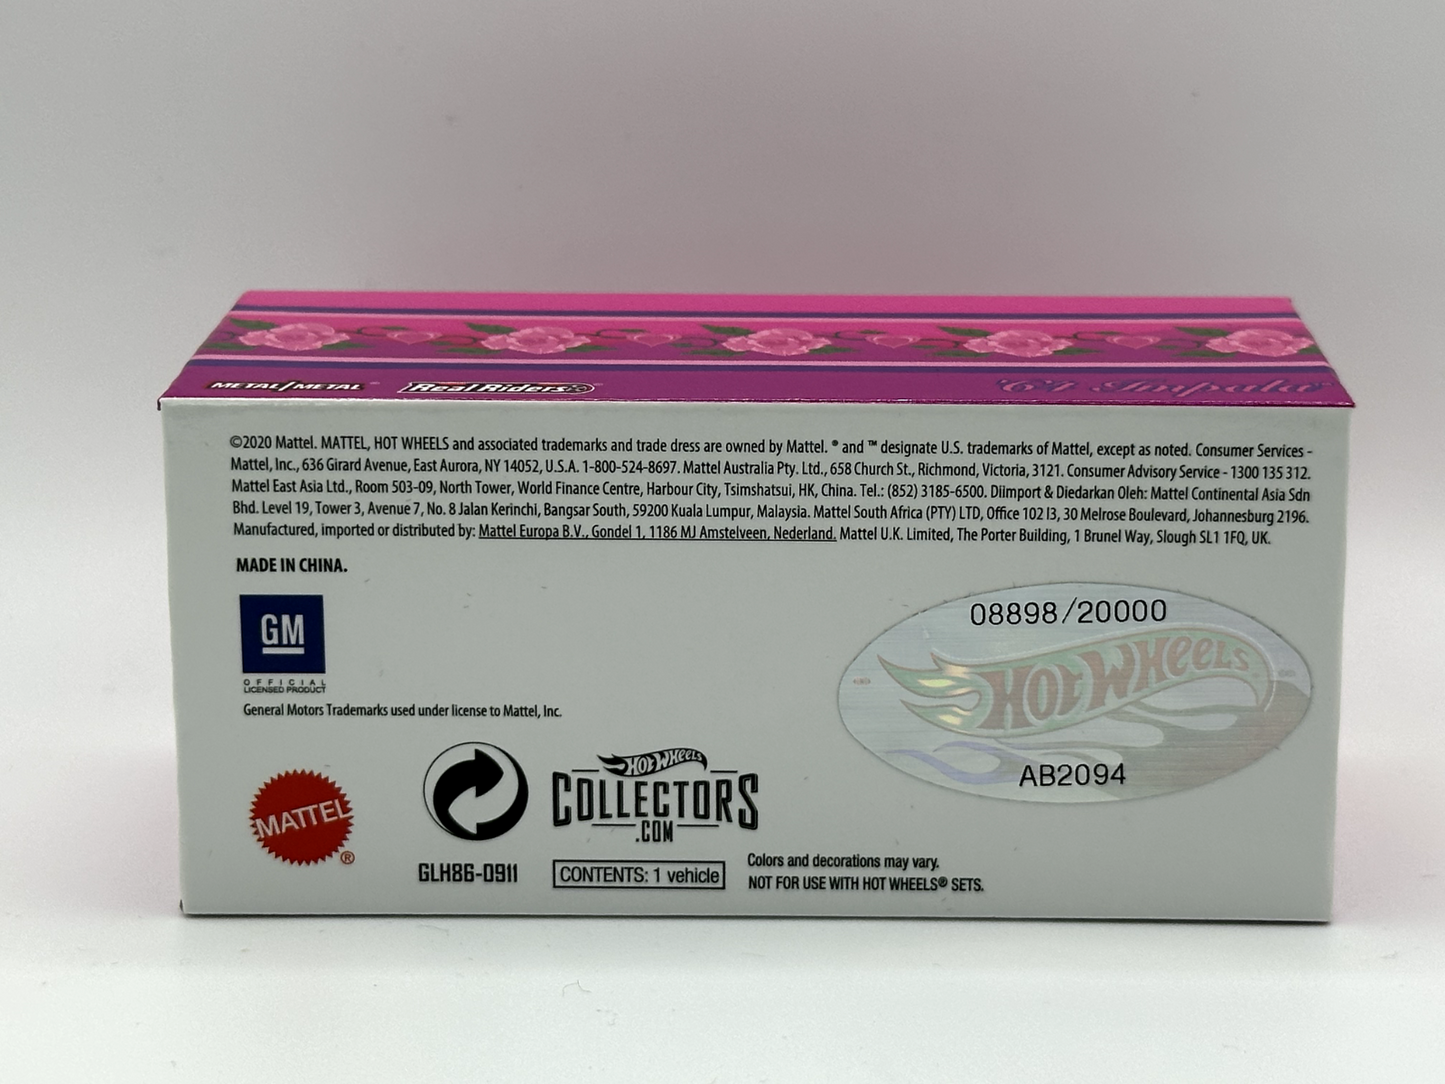 METAL/METAL® Real Riders™ '64 Impala
©2020 Mattel. MATTEL, HOT WHEELS and associated trademarks and trade dress are owned by Mattel. ® and ™ designate U.S. trademarks of Mattel, except as noted. Consumer Services -
Mattel, Inc., 636 Girard Avenue, East Aurora, NY 14052, U.S.A. 1-800-524-8697. Mattel Australia Pty. Ltd., 658 Church St., Richmond, Victoria, 3121. Consumer Advisory Service - 1300 135 312.
Mattel East Asia Ltd., Room 503-09, North Tower, World Finance Centre, Harbour City, Tsimshatsui, HK, China. Tel.: (852) 3185-6500. Diimport & Diedarkan Oleh: Mattel Continental Asia Sdn
Bhd. Level 19, Tower 3, Avenue 7, No. 8 Jalan Kerinchi, Bangsar South, 59200 Kuala Lumpur, Malaysia. Mattel South Africa (PTY) LTD, Office 102 I3, 30 Melrose Boulevard, Johannesburg 2196.
Manufactured, imported or distributed by: Mattel Europa B.V., Gondel 1, 1186 MJ Amstelveen, Nederland. Mattel U.K. Limited, The Porter Building, 1 Brunel Way, Slough SL1 1FQ, UK.
MADE IN CHINA.
GM
OFFICIAL
LICENSED PRODUCT
General Motors Trademarks used under license to Mattel, Inc.
08898/20000
HOT WHEELS
AB2094
MATTEL®
GLH86-0911
HOT WHEELS
COLLECTORS
.COM
CONTENTS: 1 vehicle
Colors and decorations may vary.
NOT FOR USE WITH HOT WHEELS® SETS.